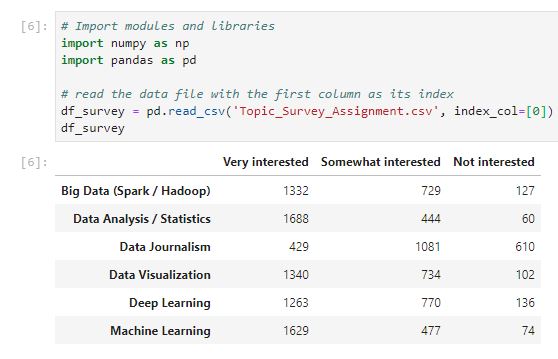 [6]: # Import modules and libraries
import numpy as np
import pandas as pd
# read the data file with the first column as its index
df_survey = pd.read_csv('Topic_Survey_Assignment.csv', index_col=[0])
df_survey
[6]: Very interested Somewhat interested Not interested
Big Data (Spark / Hadoop) 1332 729 127
Data Analysis / Statistics 1688 444 60
Data Journalism 429 1081 610
Data Visualization 1340 734 102
Deep Learning 1263 770 136
Machine Learning 1629 477 74